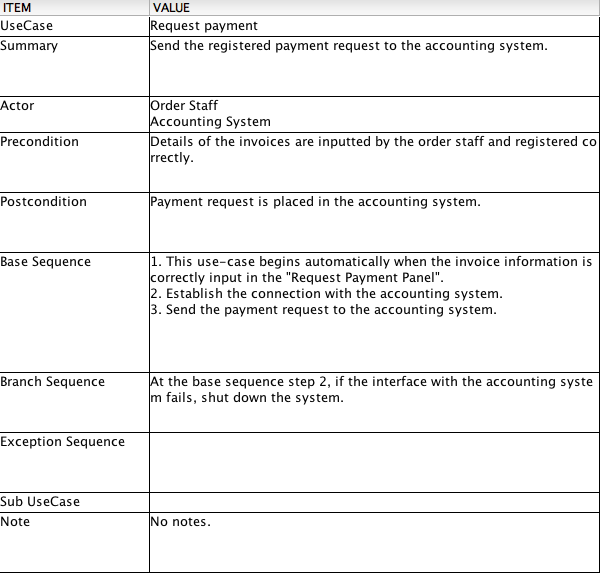 ITEM VALUE
UseCase Request payment
Summary Send the registered payment request to the accounting system.
Actor Order Staff
Accounting System
Precondition Details of the invoices are inputted by the order staff and registered co
rrectly.
Postcondition Payment request is placed in the accounting system.
Base Sequence 1. This use-case begins automatically when the invoice information is
correctly input in the "Request Payment Panel".
2. Establish the connection with the accounting system.
3. Send the payment request to the accounting system.
Branch Sequence At the base sequence step 2, if the interface with the accounting syste
m fails, shut down the system.
Exception Sequence
Sub UseCase
Note No notes.